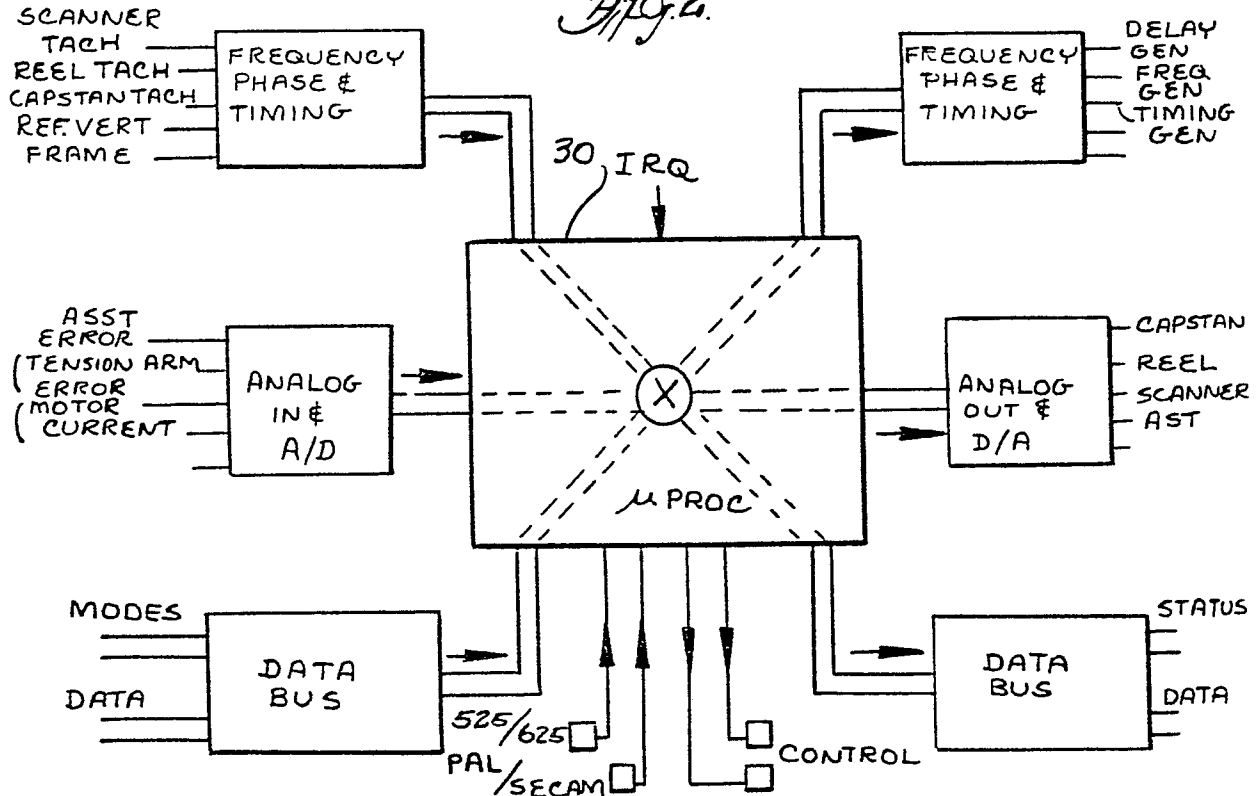 Fig. 2.
SCANNER
TACH
REEL TACH
CAPSTAN TACH
REF. VERT
FRAME
FREQUENCY
PHASE &
TIMING
FREQUENCY
PHASE &
TIMING
DELAY
GEN
FREQ
GEN
TIMING
GEN
30
IRQ
ASST
ERROR
TENSION ARM
ERROR
MOTOR
CURRENT
ANALOG
IN &
A/D
X
μ PROC
ANALOG
OUT &
D/A
CAPSTAN
REEL
SCANNER
AST
MODES
DATA
DATA
BUS
525/625
PAL
/SECAM
CONTROL
DATA
BUS
STATUS
DATA